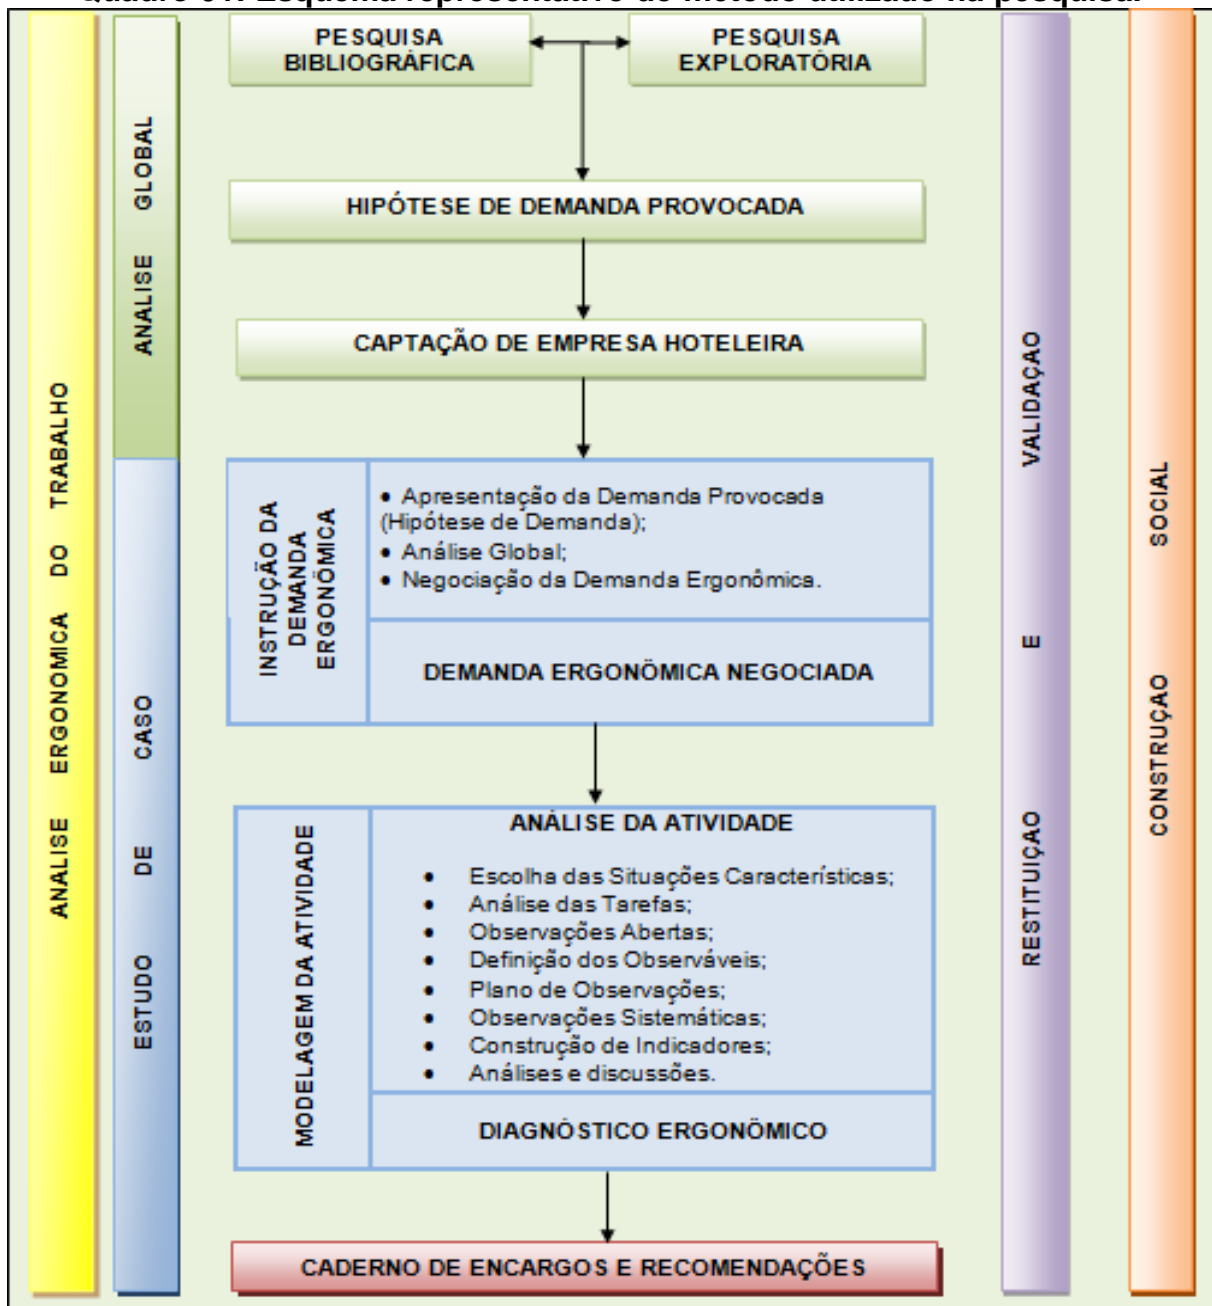 PESQUISA
BIBLIOGRÁFICA
PESQUISA
EXPLORATÓRIA
HIPÓTESE DE DEMANDA PROVOCADA
CAPTAÇÃO DE EMPRESA HOTELEIRA
INSTRUÇÃO DA
DEMANDA
ERGONÔMICA
• Apresentação da Demanda Provocada
(Hipótese de Demanda);
• Análise Global;
• Negociação da Demanda Ergonômica.
DEMANDA ERGONÔMICA NEGOCIADA
MODELAGEM DA ATIVIDADE
ANÁLISE DA ATIVIDADE
• Escolha das Situações Características;
• Análise das Tarefas;
• Observações Abertas;
• Definição dos Observáveis;
• Plano de Observações;
• Observações Sistemáticas;
• Construção de Indicadores;
• Análises e discussões.
DIAGNÓSTICO ERGONÔMICO
CADERNO DE ENCARGOS E RECOMENDAÇÕES
ANALISE ERGONOMICA DO TRABALHO
ANALISE GLOBAL
ESTUDO DE CASO
RESTITUIÇAO E VALIDAÇAO
CONSTRUÇAO SOCIAL